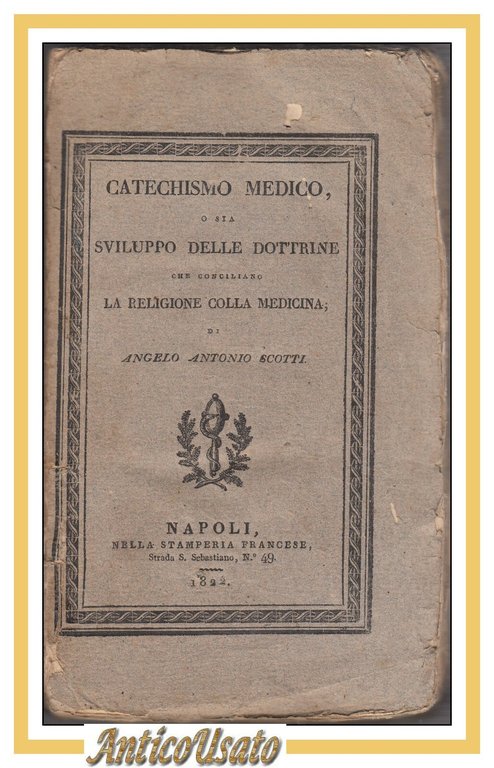 CATECHISMO MEDICO,
O SIA
SVILUPPO DELLE DOTTRINE
CHE CONCILIANO
LA RELIGIONE COLLA MEDICINA;
DI
ANGELO ANTONIO SCOTTI.
NAPOLI,
NELLA STAMPERIA FRANCESE,
Strada S. Sebastiano, N.º 49.
1822.
AnticoUsato